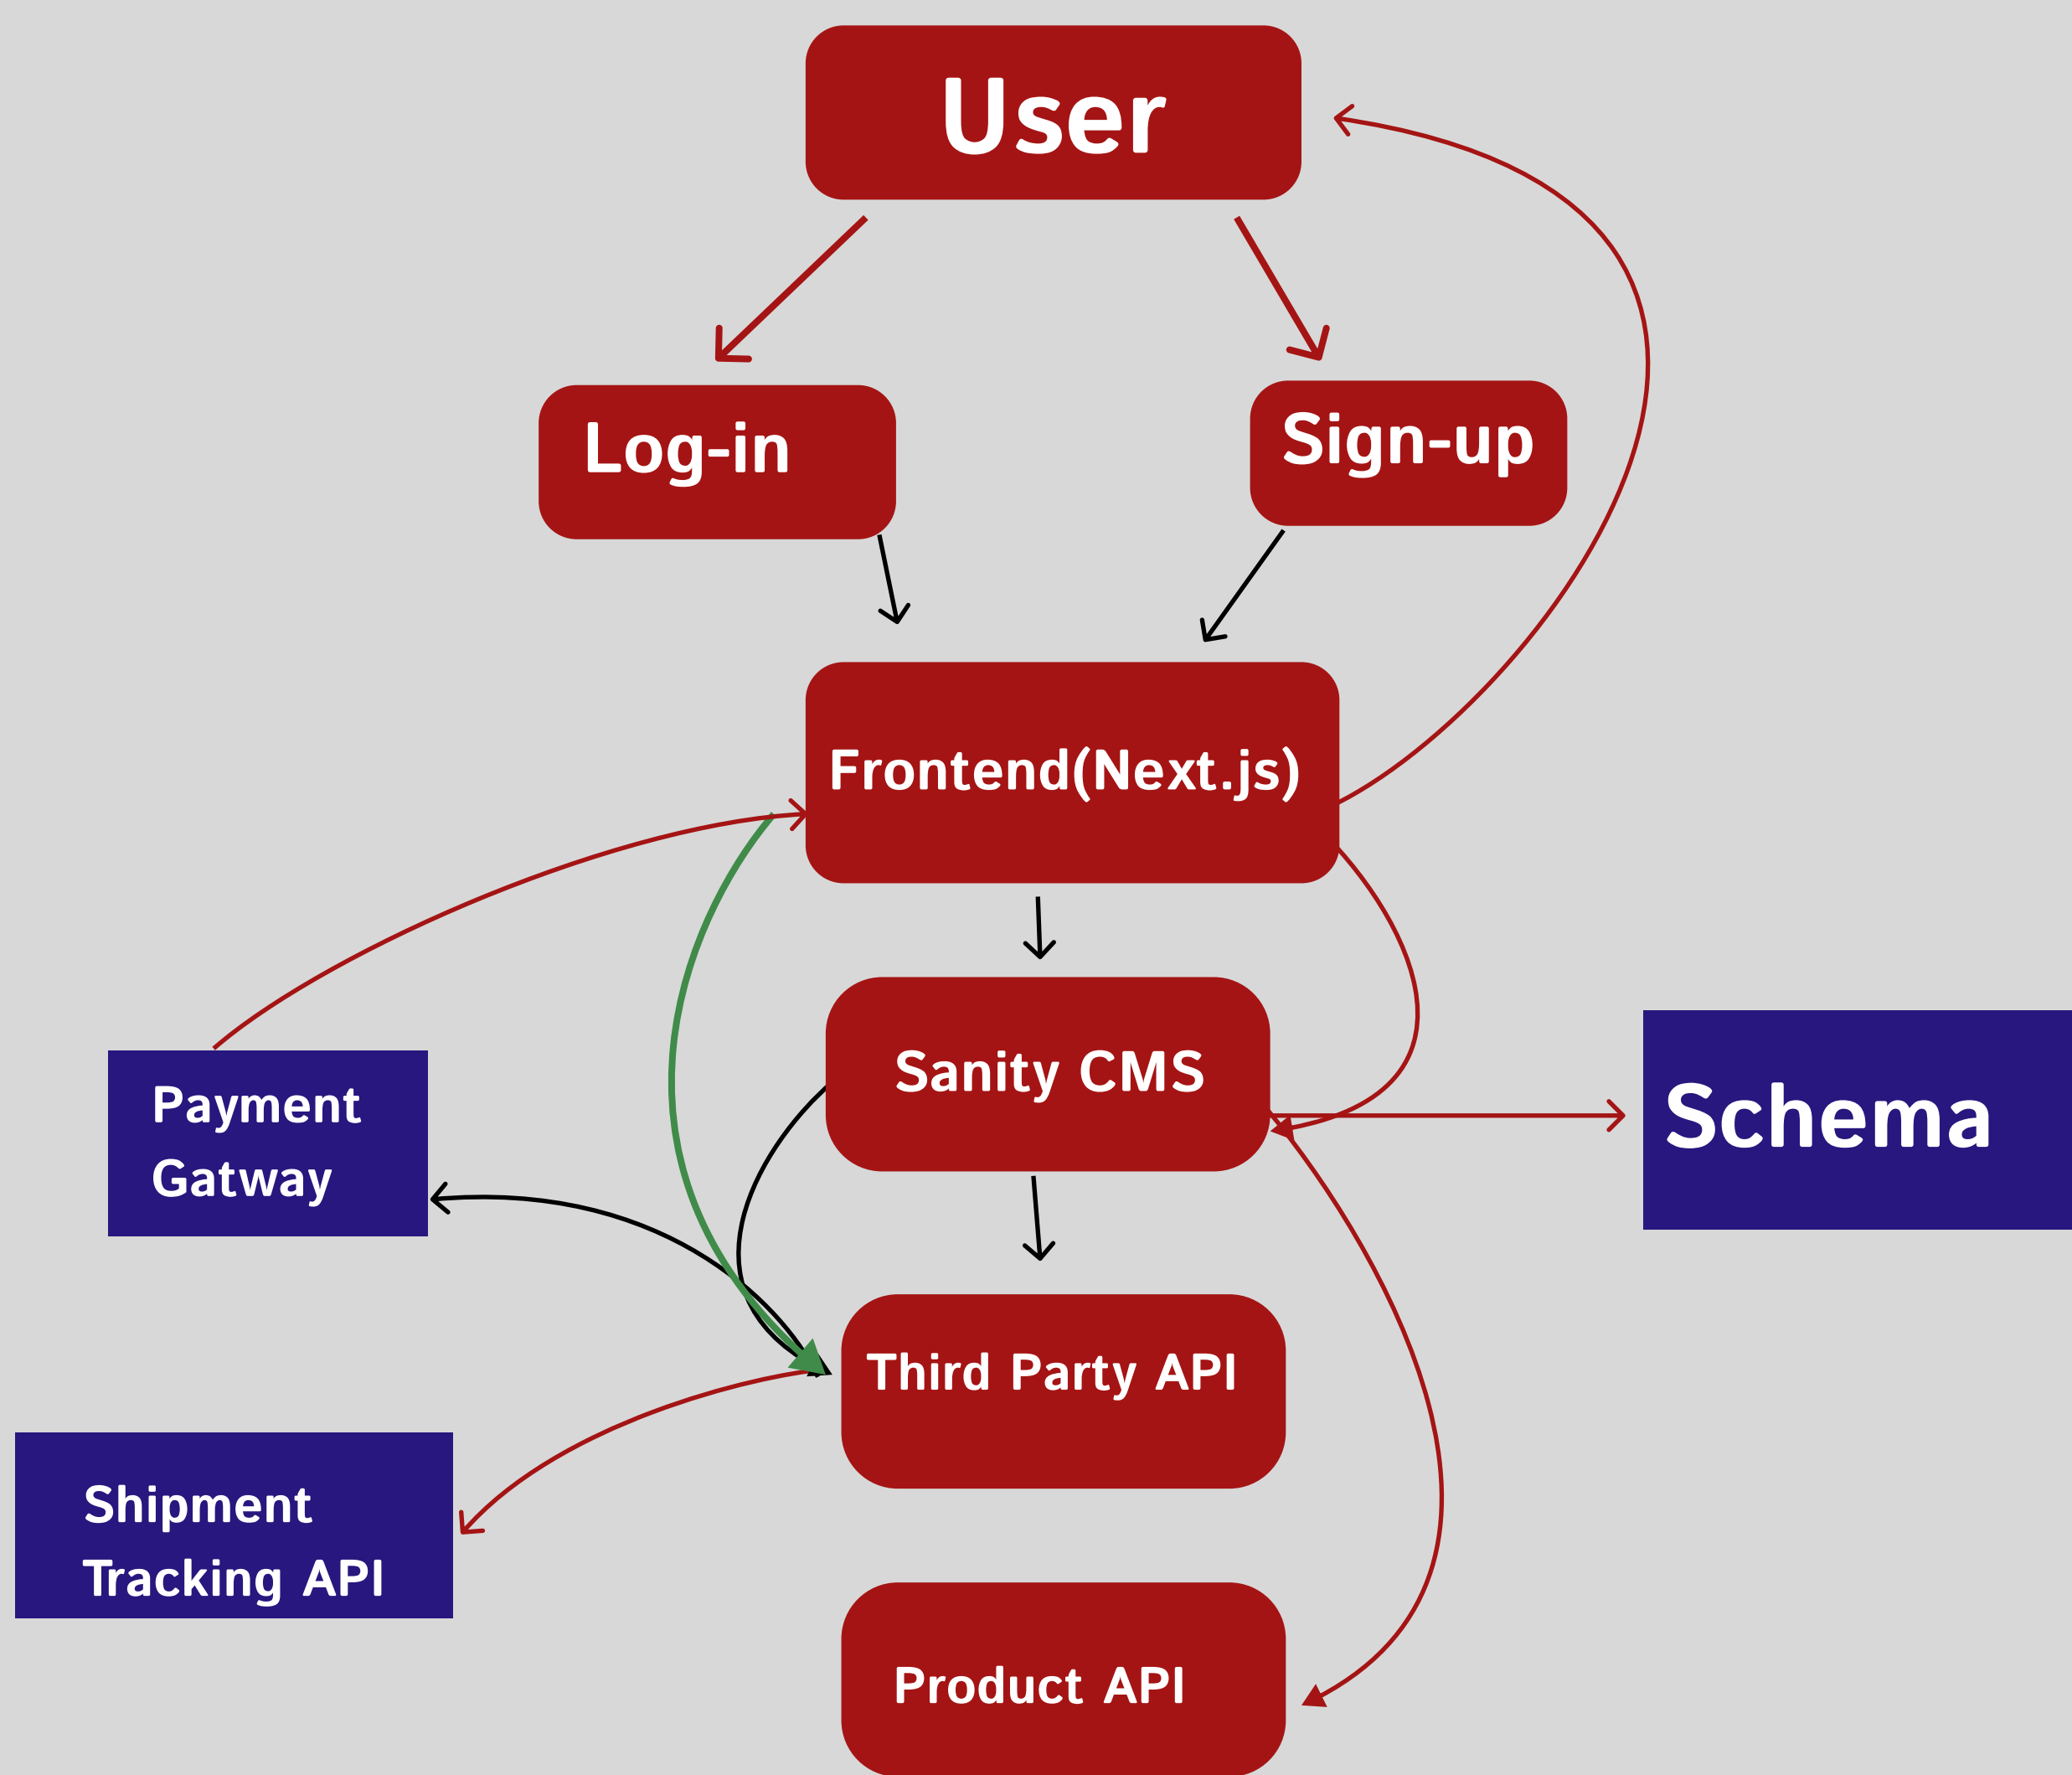 User
Log-in
Sign-up
Frontend(Next.js)
Sanity CMS
Payment
Gatway
Schema
Third Party API
Shipment
Tracking API
Product API